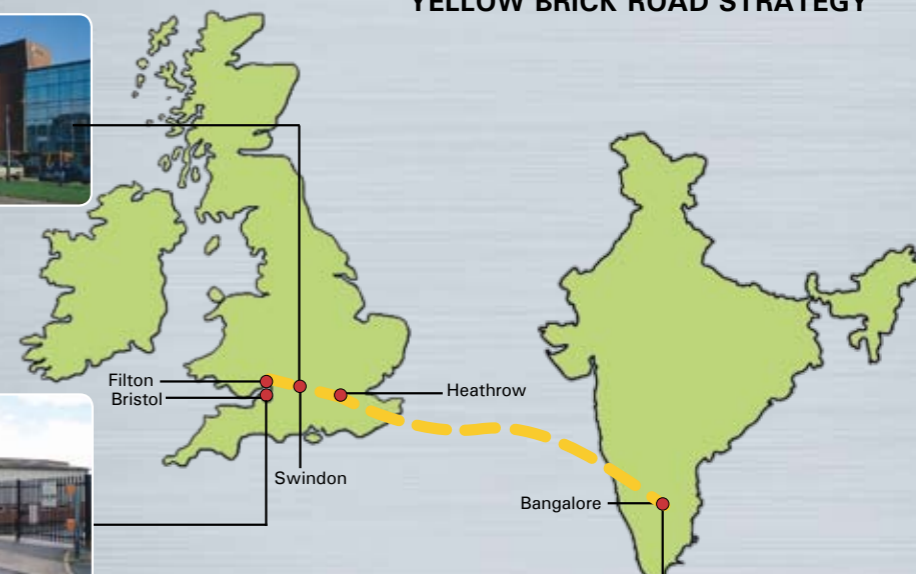 YELLOW BRICK ROAD STRATEGY
Filton
Bristol
Heathrow
Swindon
Bangalore